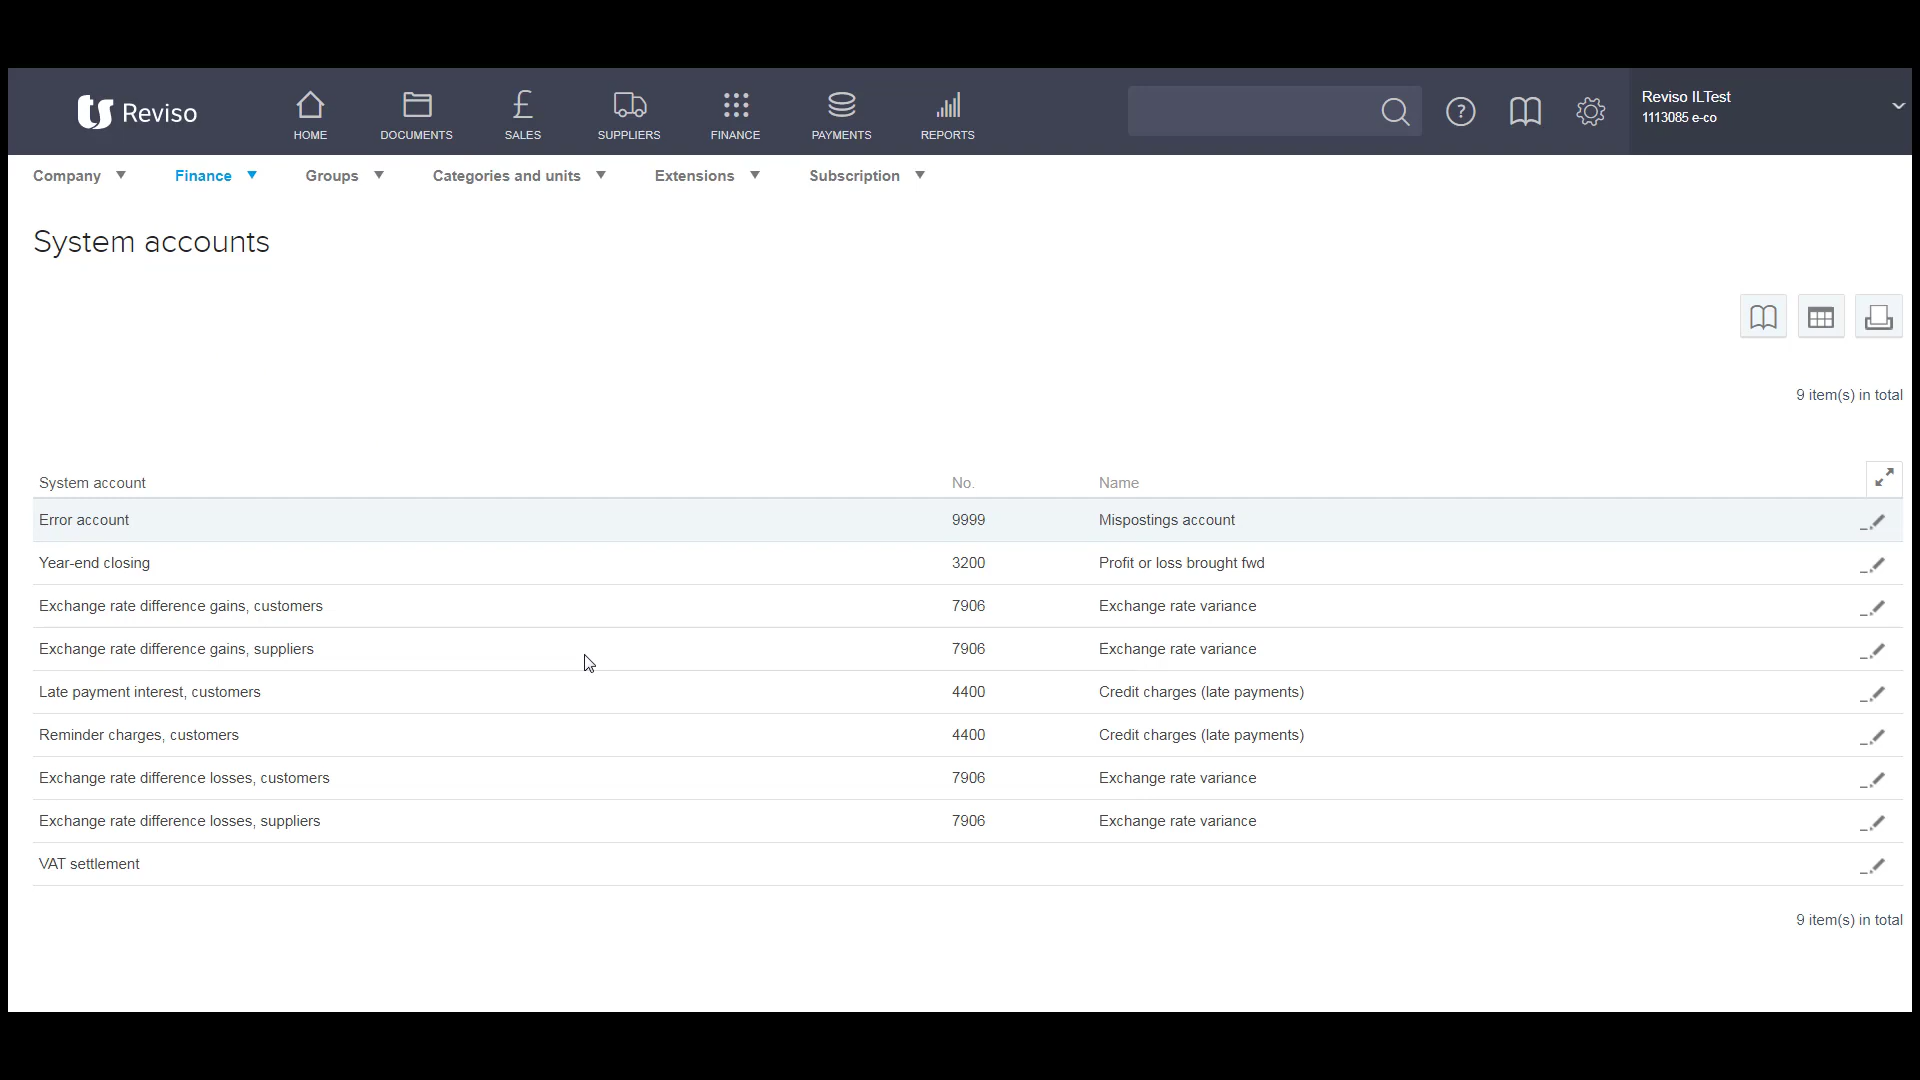 Reviso
HOME DOCUMENTS SALES SUPPLIERS FINANCE PAYMENTS REPORTS
Reviso ILTest
1113085 e-co
Company Finance Groups Categories and units Extensions Subscription
System accounts
9 item(s) in total
System account No. Name
Error account 9999 Mispostings account
Year-end closing 3200 Profit or loss brought fwd
Exchange rate difference gains, customers 7906 Exchange rate variance
Exchange rate difference gains, suppliers 7906 Exchange rate variance
Late payment interest, customers 4400 Credit charges (late payments)
Reminder charges, customers 4400 Credit charges (late payments)
Exchange rate difference losses, customers 7906 Exchange rate variance
Exchange rate difference losses, suppliers 7906 Exchange rate variance
VAT settlement
9 item(s) in total